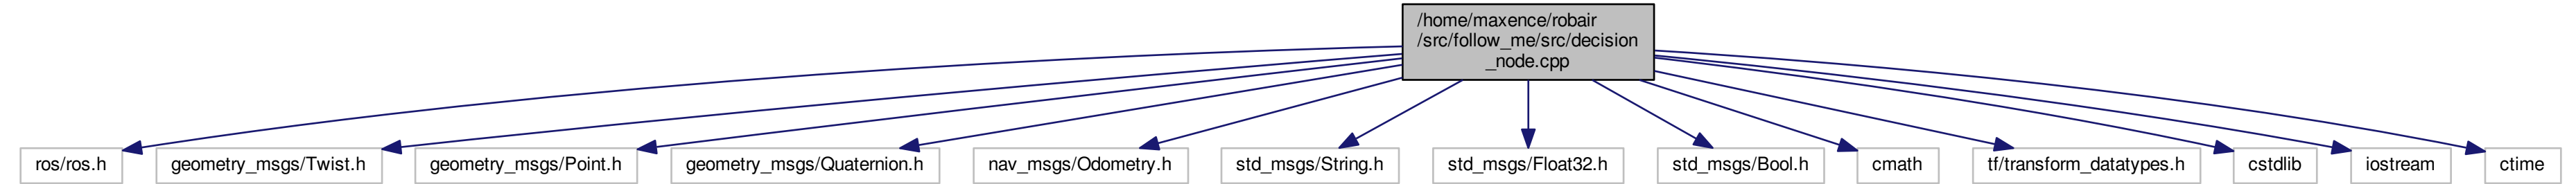 /home/maxence/robair
/src/follow_me/src/decision
_node.cpp
ros/ros.h
geometry_msgs/Twist.h
geometry_msgs/Point.h
geometry_msgs/Quaternion.h
nav_msgs/Odometry.h
std_msgs/String.h
std_msgs/Float32.h
std_msgs/Bool.h
cmath
tf/transform_datatypes.h
cstdlib
iostream
ctime